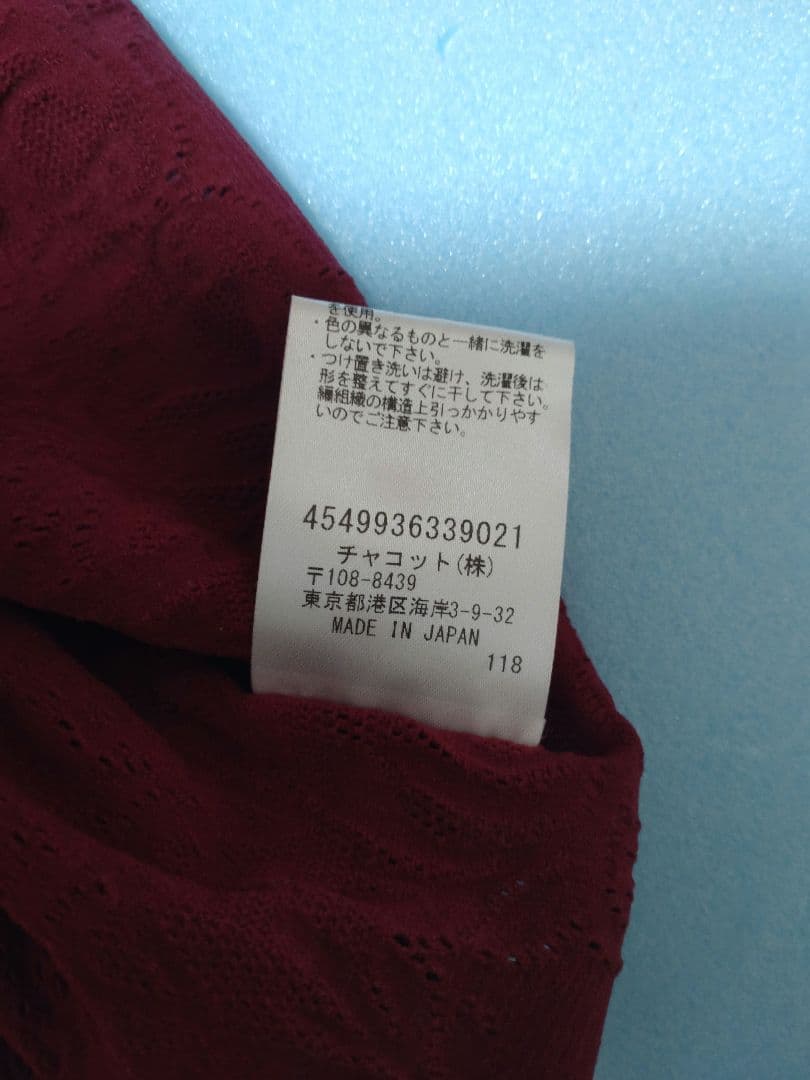 を使用。
・色の異なるものと一緒に洗濯を
しないで下さい。
・つけ置き洗いは避け、洗濯後は
形を整えてすぐに干して下さい。
編組織の構造上引っかかりやす
いのでご注意下さい。
4549936339021
チャコット(株)
〒108-8439
東京都港区海岸3-9-32
MADE IN JAPAN
118